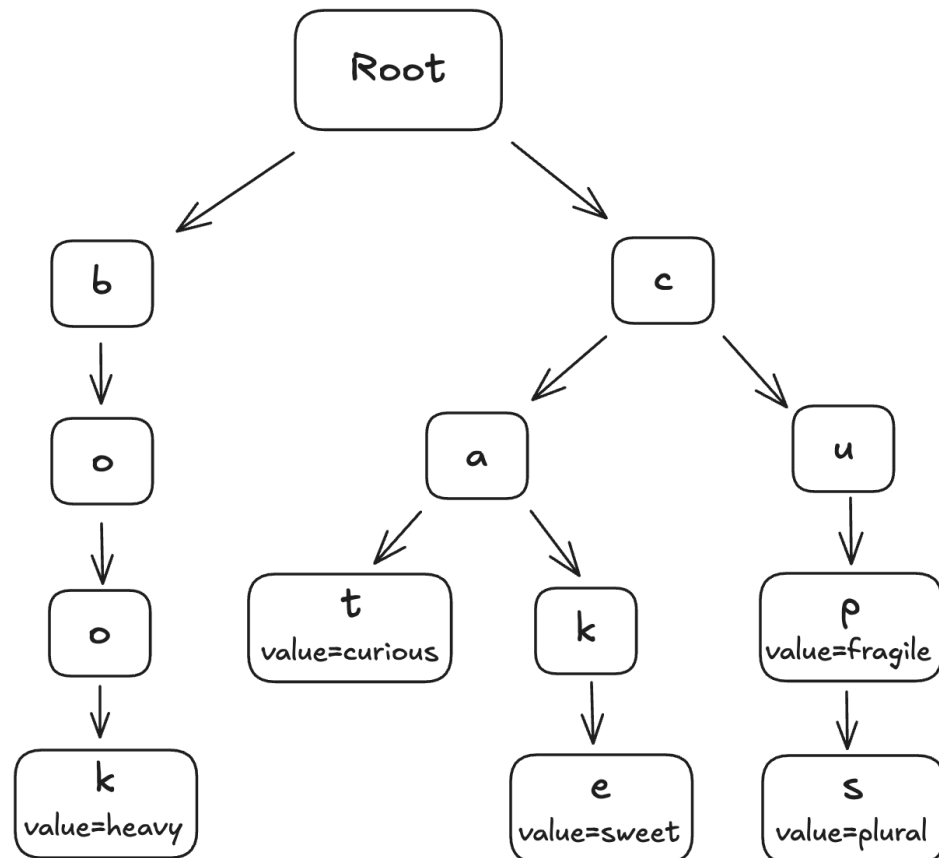 Root
b
c
o
a
u
o
t
value=curious
k
p
value=fragile
k
value=heavy
e
value=sweet
s
value=plural